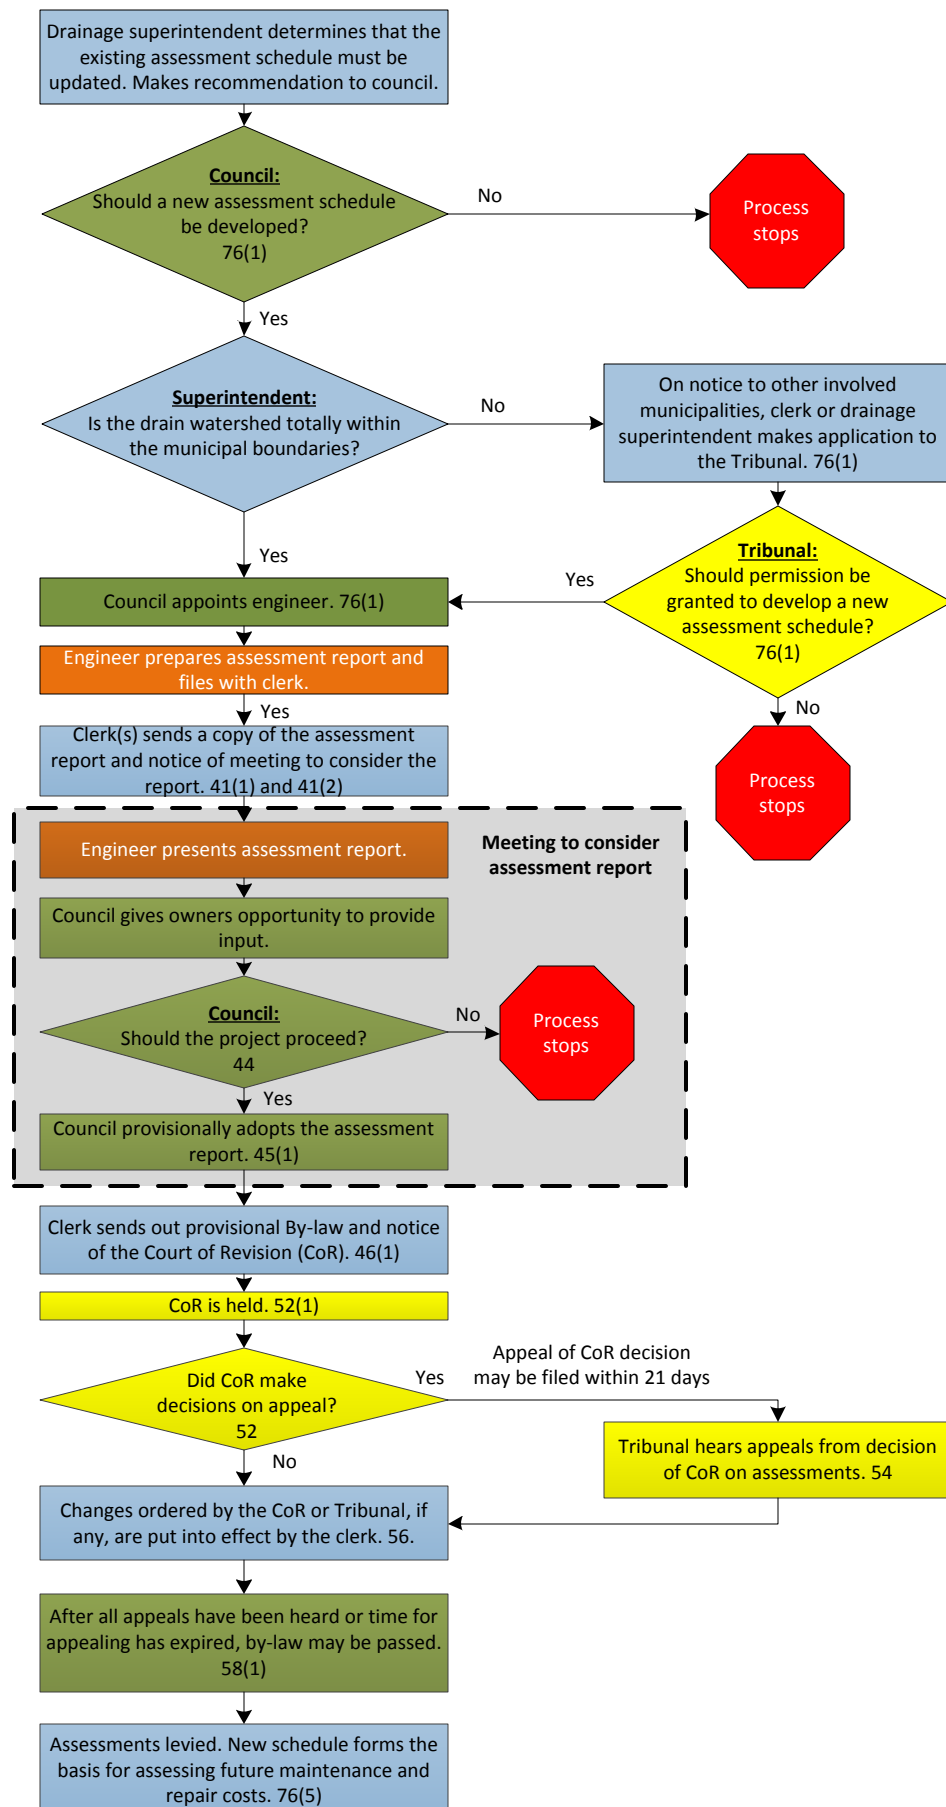 Drainage superintendent determines that the
existing assessment schedule must be
updated. Makes recommendation to council.
Council:
Should a new assessment schedule
be developed?
76(1)
No
Process
stops
Yes
Superintendent:
Is the drain watershed totally within
the municipal boundaries?
No
On notice to other involved
municipalities, clerk or drainage
superintendent makes application to
the Tribunal. 76(1)
Yes
Tribunal:
Should permission be
granted to develop a new
assessment schedule?
76(1)
Yes
Council appoints engineer. 76(1)
No
Process
stops
Engineer prepares assessment report and
files with clerk.
Yes
Clerk(s) sends a copy of the assessment
report and notice of meeting to consider the
report. 41(1) and 41(2)
Meeting to consider
assessment report
Engineer presents assessment report.
Council gives owners opportunity to provide
input.
Council:
Should the project proceed?
44
No
Process
stops
Yes
Council provisionally adopts the assessment
report. 45(1)
Clerk sends out provisional By-law and notice
of the Court of Revision (CoR). 46(1)
CoR is held. 52(1)
Did CoR make
decisions on appeal?
52
Yes
Appeal of CoR decision
may be filed within 21 days
Tribunal hears appeals from decision
of CoR on assessments. 54
No
Changes ordered by the CoR or Tribunal, if
any, are put into effect by the clerk. 56.
After all appeals have been heard or time for
appealing has expired, by-law may be passed.
58(1)
Assessments levied. New schedule forms the
basis for assessing future maintenance and
repair costs. 76(5)